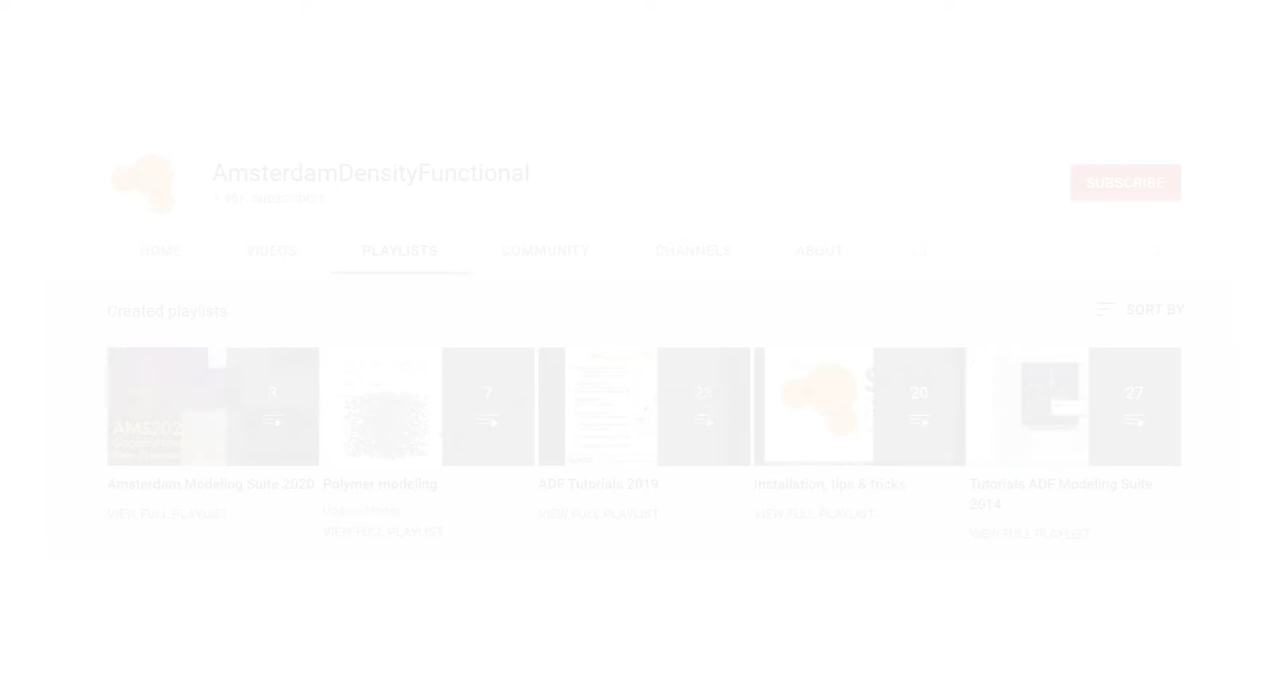 AmsterdamDensityFunctional
SUBSCRIBE
HOME VIDEOS PLAYLISTS COMMUNITY CHANNELS ABOUT
Created playlists
SORT BY
3 7 23 20 27
Amsterdam Modeling Suite 2020
VIEW FULL PLAYLIST
Polymer modeling
VIEW FULL PLAYLIST
ADF Tutorials 2019
VIEW FULL PLAYLIST
Installation, tips & tricks
VIEW FULL PLAYLIST
Tutorials ADF Modeling Suite
2014
VIEW FULL PLAYLIST